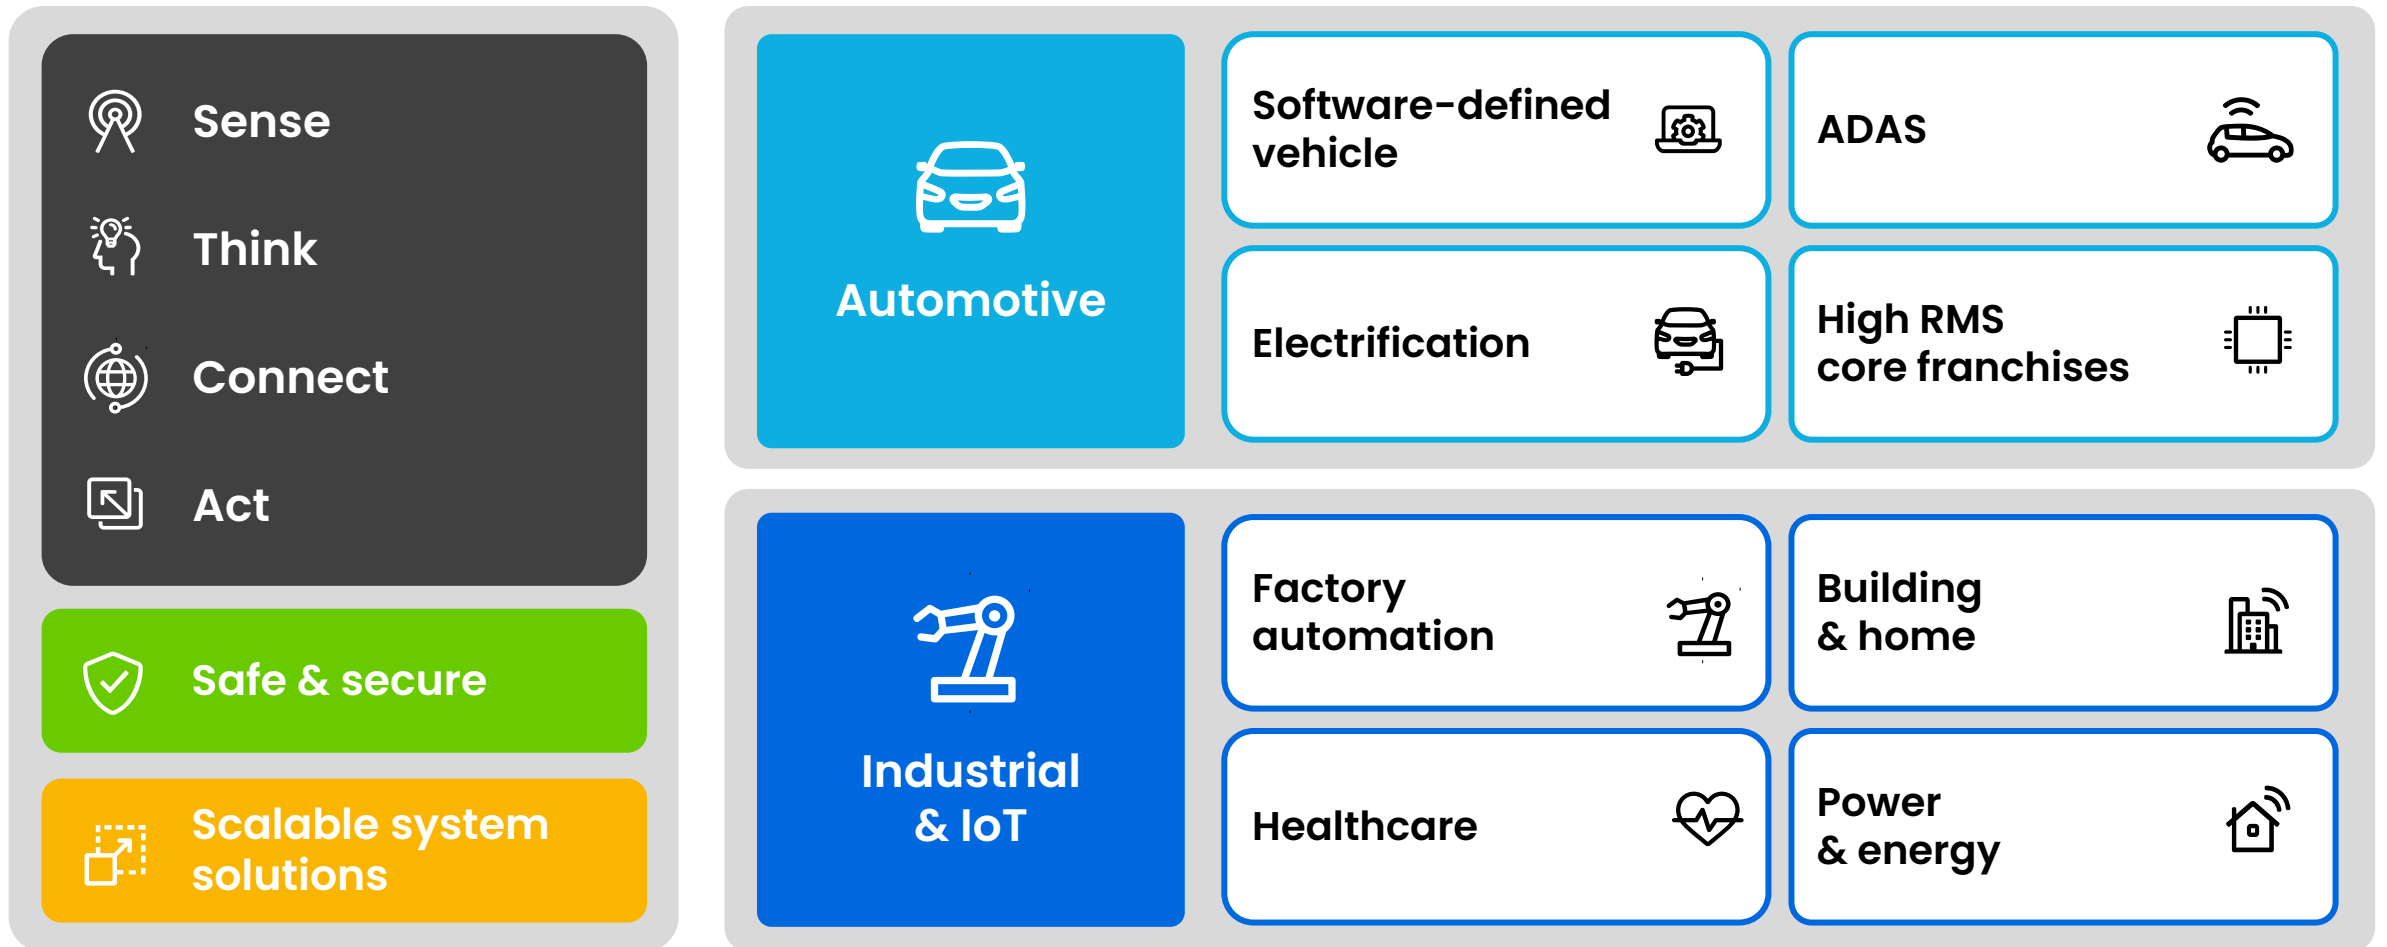 Sense
Think
Connect
Act
Safe & secure
Scalable system
solutions
Automotive
Software-defined
vehicle
ADAS
Electrification
High RMS
core franchises
Industrial
& IoT
Factory
automation
Building
& home
Healthcare
Power
& energy